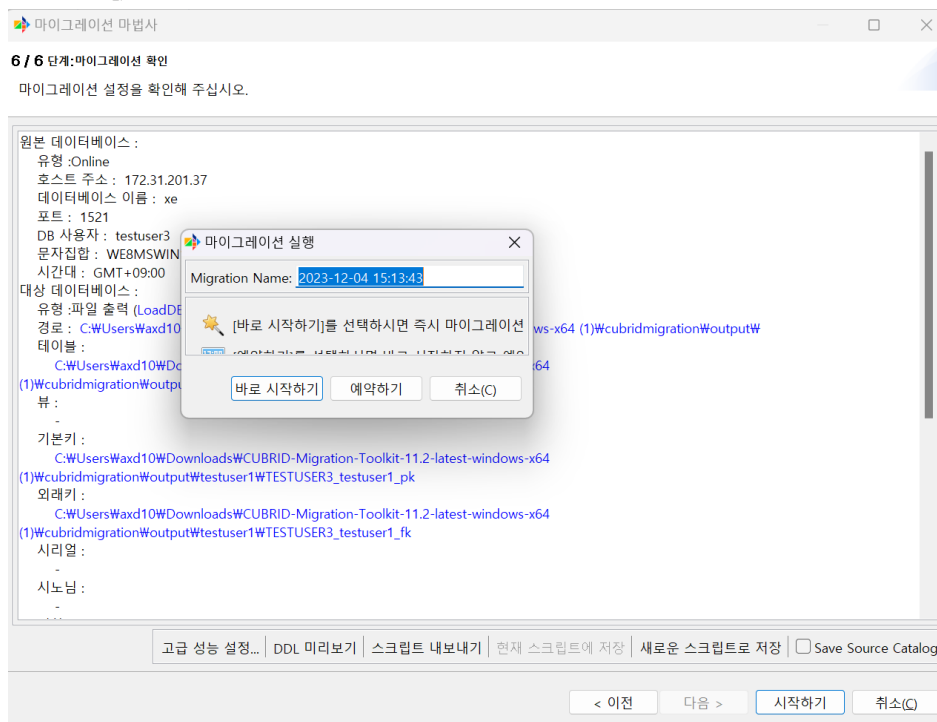 마이그레이션 마법사
6 / 6 단계:마이그레이션 확인
마이그레이션 설정을 확인해 주십시오.
원본 데이터베이스 :
유형 :Online
호스트 주소 : 172.31.201.37
데이터베이스 이름 : xe
포트 : 1521
DB 사용자 : testuser3
문자집합 : WE8MSWIN
시간대 : GMT+09:00
대상 데이터베이스 :
유형 :파일 출력 (LoadDB
경로 : C:₩Users₩axd10
ws-x64 (1)₩cubridmigration₩output₩
테이블 :
C:₩Users₩axd10₩Do
64
(1)₩cubridmigration₩outpu
뷰 :
-
기본키 :
C:₩Users₩axd10₩Downloads₩CUBRID-Migration-Toolkit-11.2-latest-windows-x64
(1)₩cubridmigration₩output₩testuser1₩TESTUSER3_testuser1_pk
외래키 :
C:₩Users₩axd10₩Downloads₩CUBRID-Migration-Toolkit-11.2-latest-windows-x64
(1)₩cubridmigration₩output₩testuser1₩TESTUSER3_testuser1_fk
시리얼 :
-
시노님 :
-
마이그레이션 실행
Migration Name: 2023-12-04 15:13:43
[바로 시작하기]를 선택하시면 즉시 마이그레이션
바로 시작하기 예약하기 취소(C)
고급 성능 설정... DDL 미리보기 스크립트 내보내기 현재 스크립트에 저장 새로운 스크립트로 저장 Save Source Catalog
< 이전 다음 > 시작하기 취소(C)